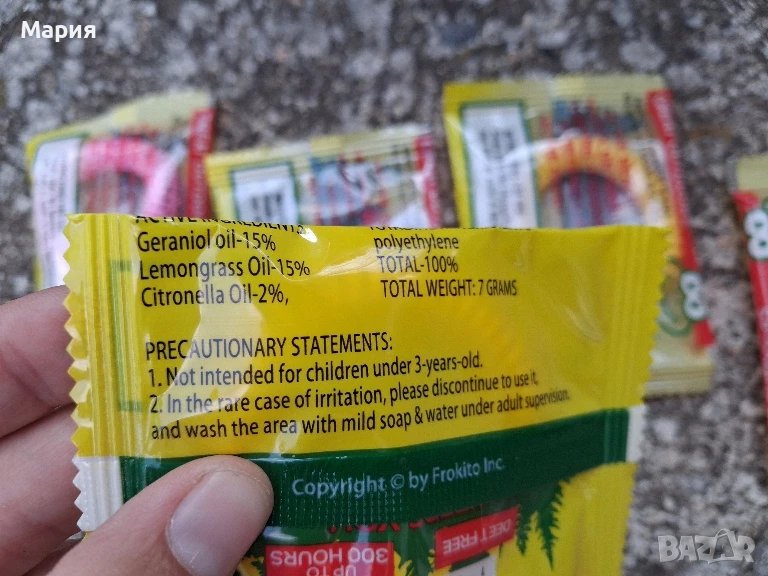 Мария
ACTIVE INGREDIENTS:
Geraniol oil-15%
Lemongrass Oil-15%
Citronella Oil-2%,
polyethylene
TOTAL-100%
TOTAL WEIGHT: 7 GRAMS
PRECAUTIONARY STATEMENTS:
1. Not intended for children under 3-years-old.
2. In the rare case of irritation, please discontinue to use it,
and wash the area with mild soap & water under adult supervision.
Copyright © by Frokito Inc.
DEET FREE
UP TO
300 HOURS
BAZAR